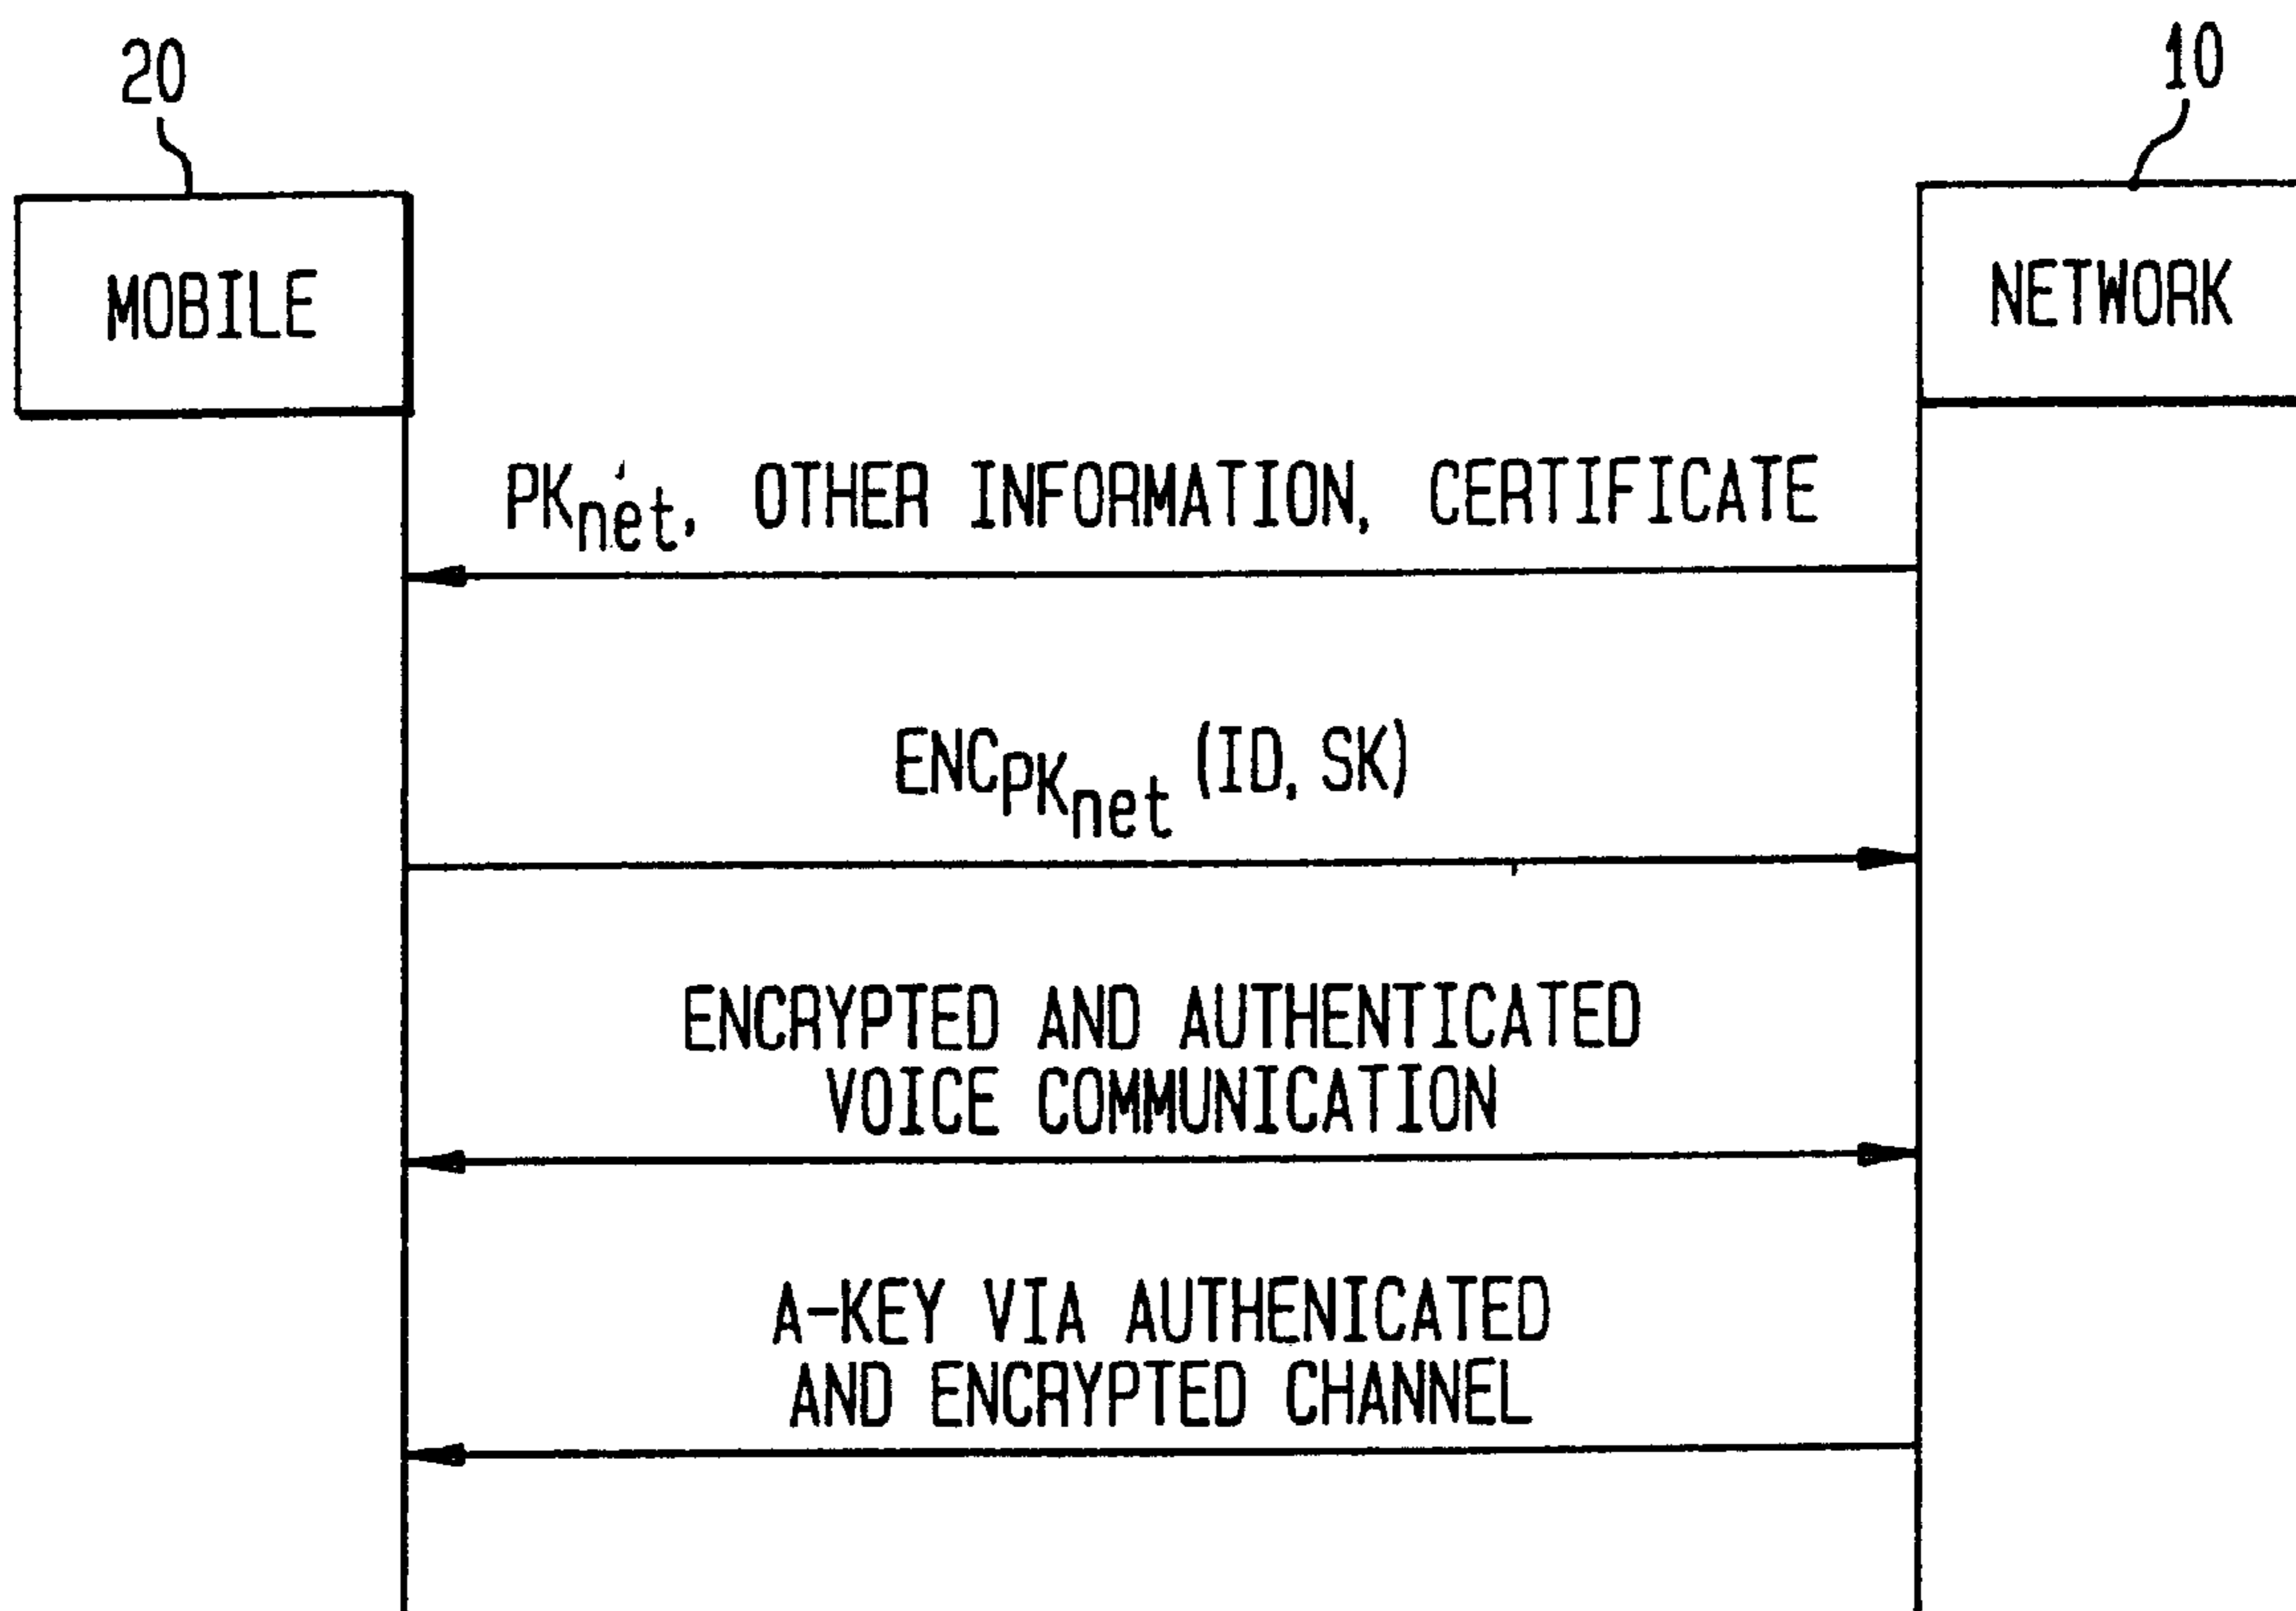 20
10
MOBILE
NETWORK
PKnet, OTHER INFORMATION, CERTIFICATE
ENCPKnet (ID, SK)
ENCRYPTED AND AUTHENTICATED
VOICE COMMUNICATION
A-KEY VIA AUTHENICATED
AND ENCRYPTED CHANNEL